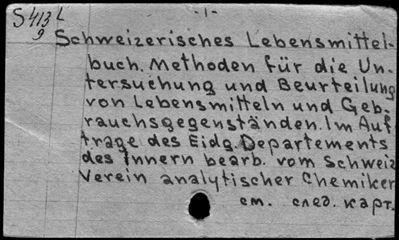 S 413 L
9
- 1 -
Schweizerisches Lebensmittel-
buch. Methoden für die Un-
tersuchung und Beurteilung
von Lebensmitteln und Geb-
rauchsgegenständen. Im Auf-
trage des Eidg. Departements
des Innern bearb. vom Schweiz
Verein analytischer Chemiker
см. след. карт.